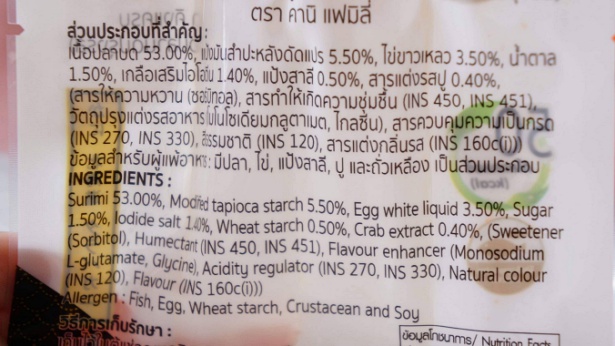 ตรา คานิ แฟมิลี่
ส่วนประกอบที่สำคัญ :
เนื้อปลาบด 53.00%, แป้งมันสำปะหลังดัดแปร 5.50%, ไข่ขาวเหลว 3.50%, น้ำตาล
1.50%, เกลือเสริมไอโอดีน 1.40%, แป้งสาลี 0.50%, สารแต่งรสปู 0.40%,
(สารให้ความหวาน (ซอร์บิทอล), สารทำให้เกิดความชุ่มชื้น (INS 450, INS 451),
วัตถุปรุงแต่งรสอาหาร (โมโนโซเดียมกลูตาเมต, ไกลซีน), สารควบคุมความเป็นกรด
(INS 270, INS 330), สีธรรมชาติ (INS 120), สารแต่งกลิ่นรส (INS 160c(i)))
ข้อมูลสำหรับผู้แพ้อาหาร: มีปลา, ไข่, แป้งสาลี, ปู และถั่วเหลือง เป็นส่วนประกอบ
INGREDIENTS :
Surimi 53.00%, Modified tapioca starch 5.50%, Egg white liquid 3.50%, Sugar
1.50%, Iodide salt 1.40%, Wheat starch 0.50%, Crab extract 0.40%, (Sweetener
(Sorbitol), Humectant (INS 450, INS 451), Flavour enhancer (Monosodium
L-glutamate, Glycine), Acidity regulator (INS 270, INS 330), Natural colour
(INS 120), Flavour (INS 160c(i)))
Allergen : Fish, Egg, Wheat starch, Crustacean and Soy
วิธีการเก็บรักษา :
ข้อมูลโภชนาการ/ Nutrition Facts